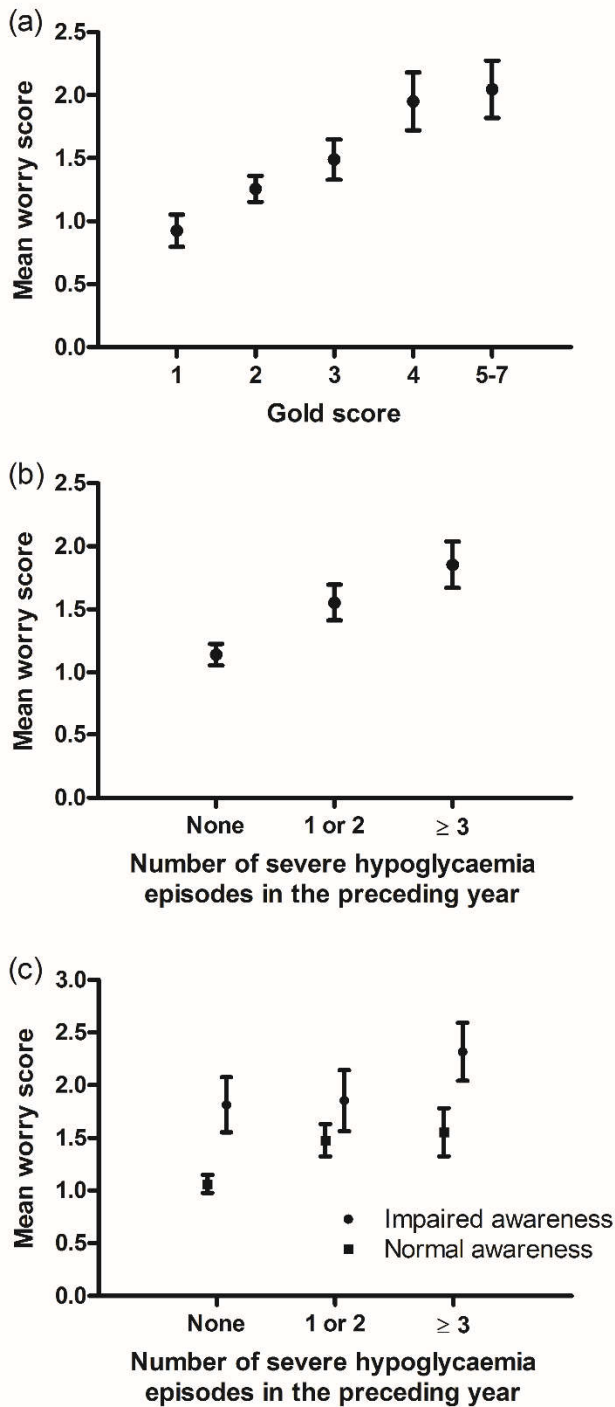 (a)
2.5
2.0
1.5
1.0
0.5
0.0
Mean worry score
1 2 3 4 5-7
Gold score
(b)
2.5
2.0
1.5
1.0
0.5
0.0
Mean worry score
None 1 or 2 ≥ 3
Number of severe hypoglycaemia
episodes in the preceding year
(c)
3.0
2.5
2.0
1.5
1.0
0.5
0.0
Mean worry score
Impaired awareness
Normal awareness
None 1 or 2 ≥ 3
Number of severe hypoglycaemia
episodes in the preceding year